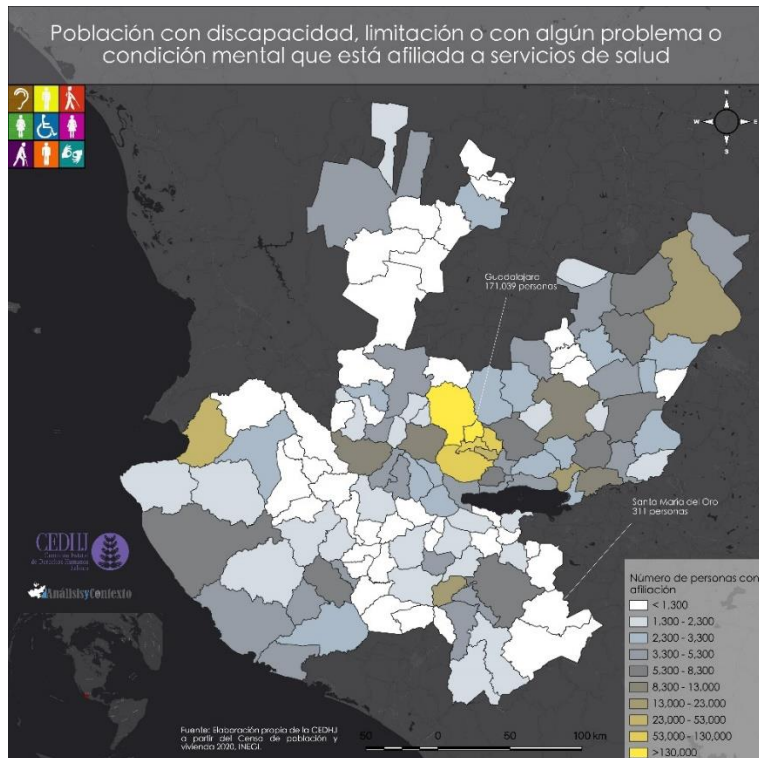 Población con discapacidad, limitación o con algún problema o
condición mental que está afiliada a servicios de salud
N
W
E
S
Guadalajara
171,039 personas
Santa María del Oro
311 personas
CEDHJ
AnálisisyContexto
Número de personas con
afiliación
< 1,300
1,300 - 2,300
2,300 - 3,300
3,300 - 5,300
5,300 - 8,300
8,300 - 13,000
13,000 - 23,000
23,000 - 53,000
53,000 - 130,000
>130,000
Fuente: Elaboración propia de la CEDHJ
a partir del Censo de población y
vivienda 2020, INEGI.
50 0 50 100 km